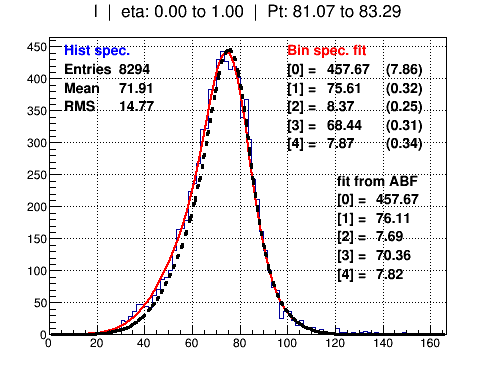 I | eta: 0.00 to 1.00 | Pt: 81.07 to 83.29
Hist spec.
Entries 8294
Mean 71.91
RMS 14.77
Bin spec. fit
[0] = 457.67 (7.86)
[1] = 75.61 (0.32)
[2] = 8.37 (0.25)
[3] = 68.44 (0.31)
[4] = 7.87 (0.34)
fit from ABF
[0] = 457.67
[1] = 76.11
[2] = 7.69
[3] = 70.36
[4] = 7.82
450
400
350
300
250
200
150
100
50
0
0 20 40 60 80 100 120 140 160